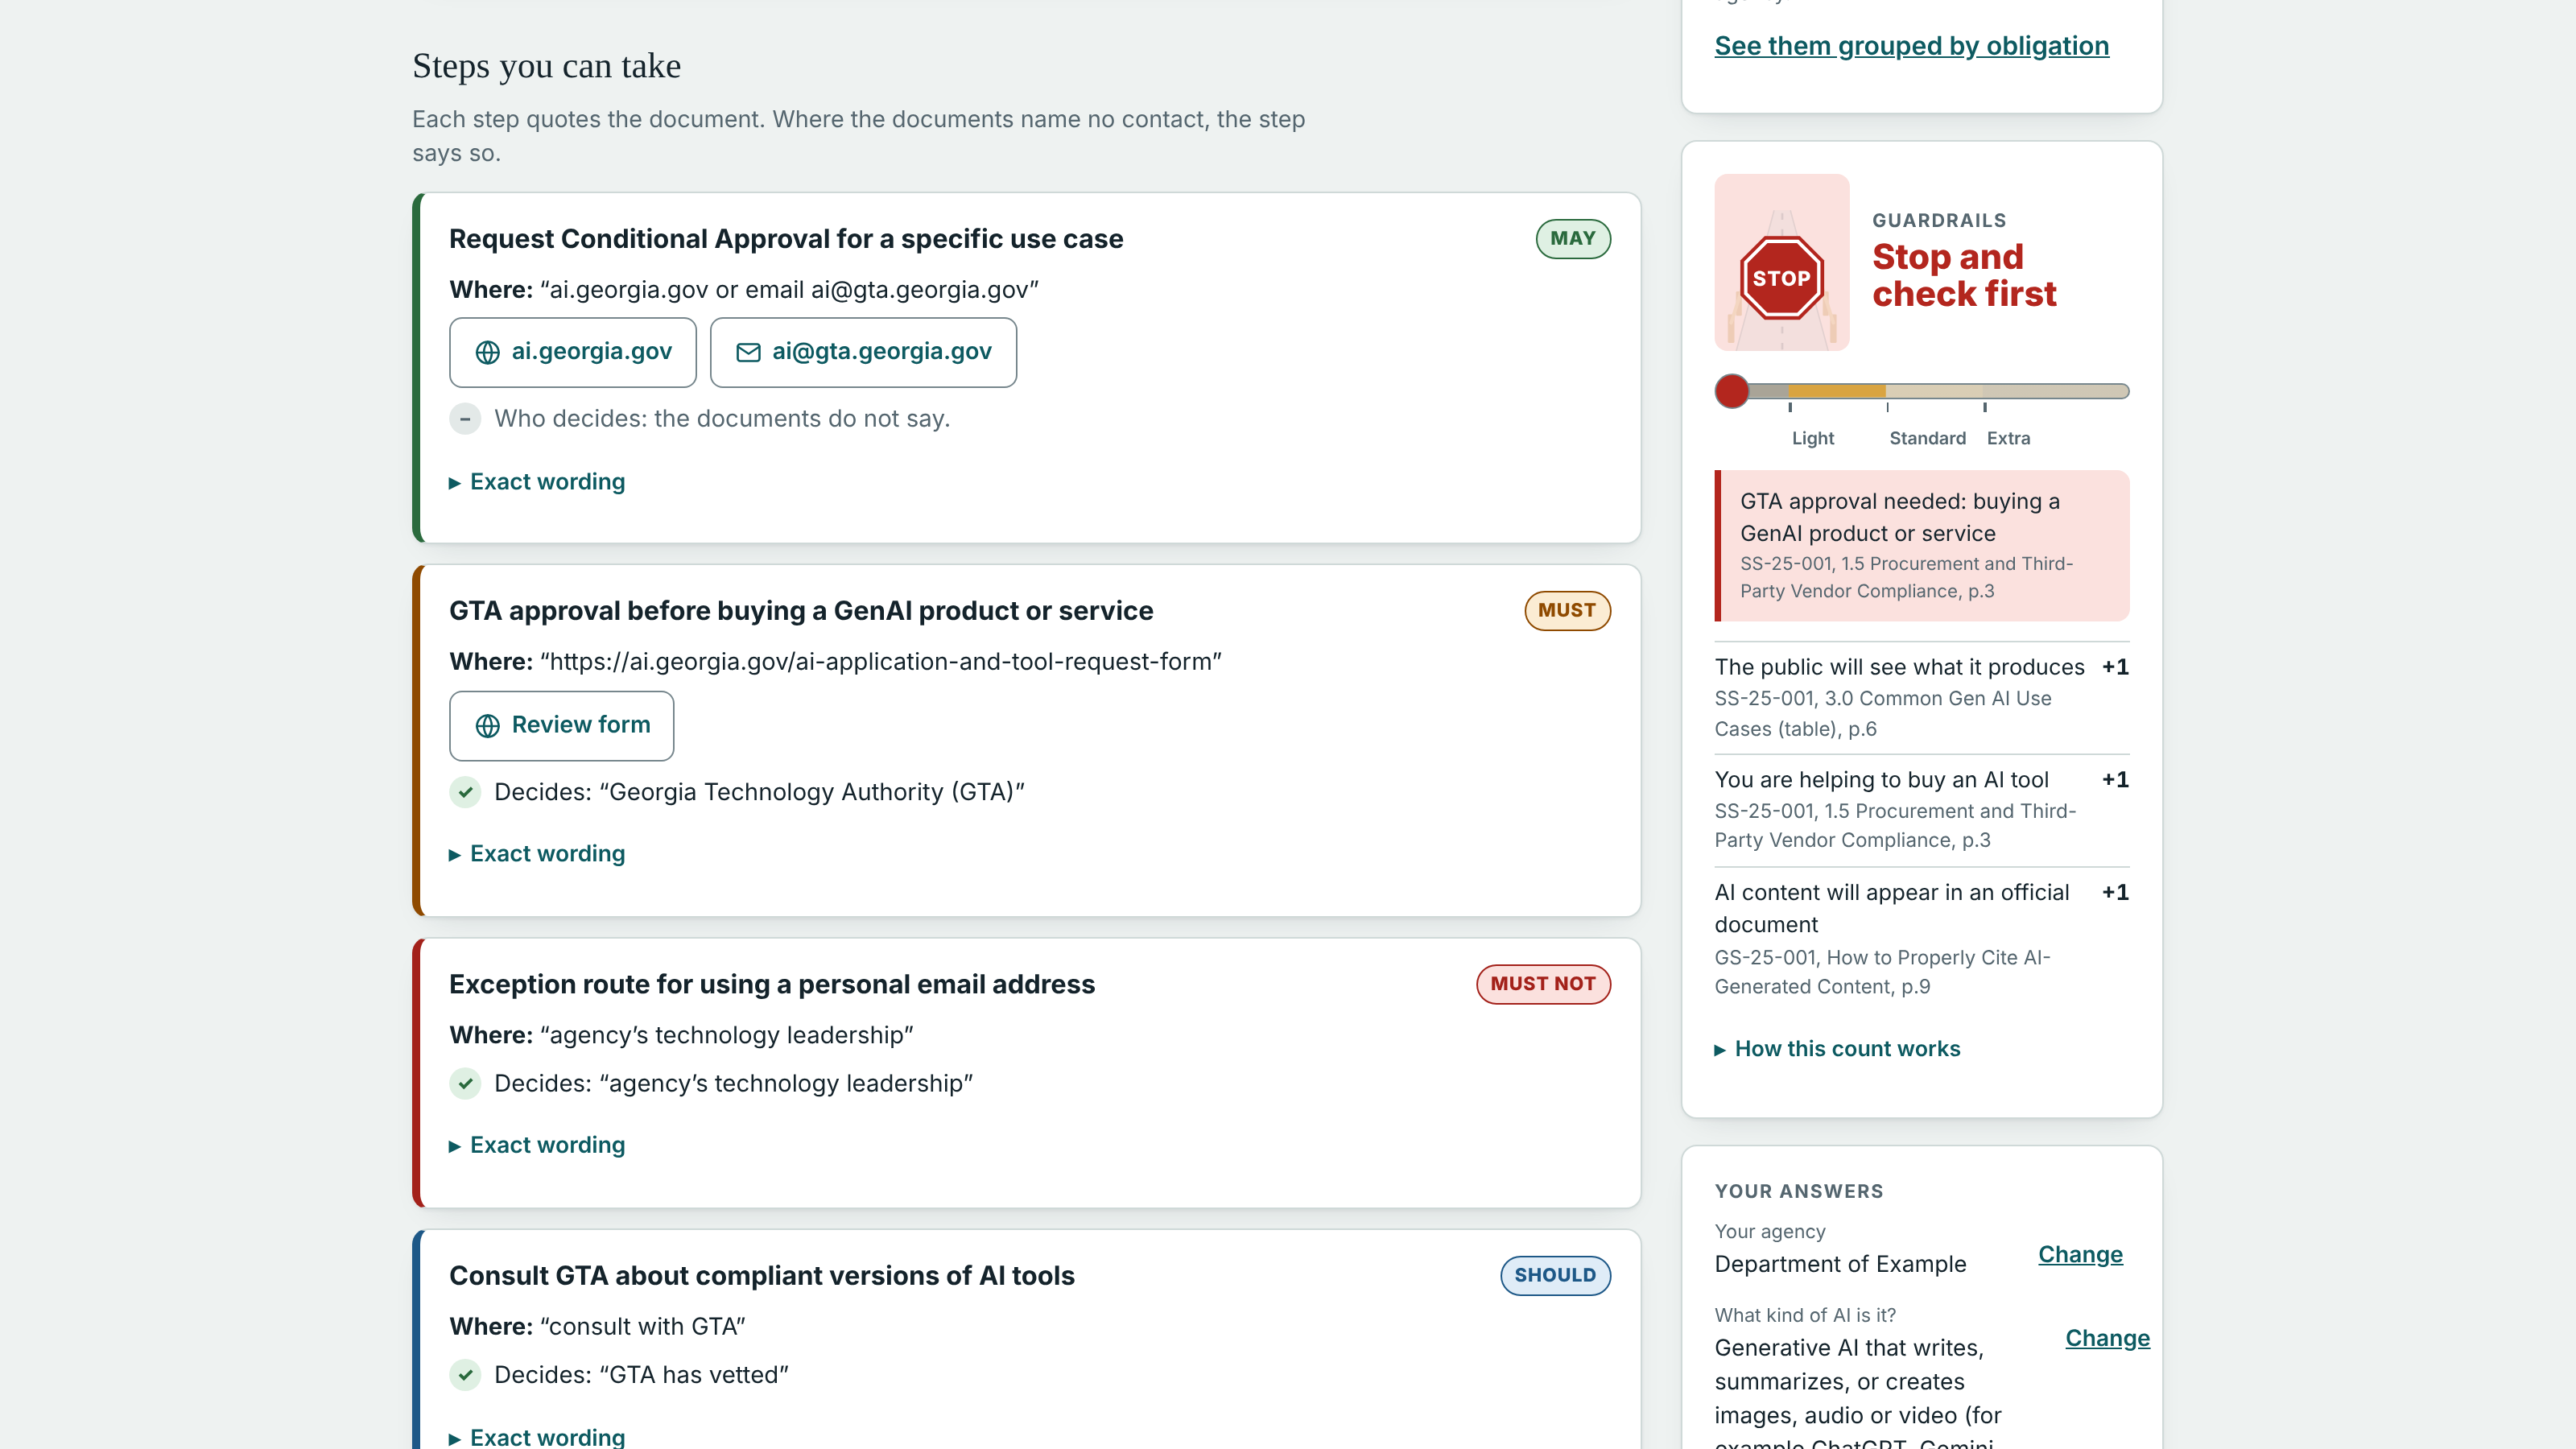 Steps you can take
Each step quotes the document. Where the documents name no contact, the step
says so.
Request Conditional Approval for a specific use case
MAY
Where: “ai.georgia.gov or email ai@gta.georgia.gov”
ai.georgia.gov
ai@gta.georgia.gov
Who decides: the documents do not say.
▸ Exact wording
GTA approval before buying a GenAI product or service
MUST
Where: “https://ai.georgia.gov/ai-application-and-tool-request-form”
Review form
Decides: “Georgia Technology Authority (GTA)”
▸ Exact wording
Exception route for using a personal email address
MUST NOT
Where: “agency’s technology leadership”
Decides: “agency’s technology leadership”
▸ Exact wording
Consult GTA about compliant versions of AI tools
SHOULD
Where: “consult with GTA”
Decides: “GTA has vetted”
▸ Exact wording
See them grouped by obligation
STOP
GUARDRAILS
Stop and
check first
Light
Standard
Extra
GTA approval needed: buying a
GenAI product or service
SS-25-001, 1.5 Procurement and Third-
Party Vendor Compliance, p.3
The public will see what it produces +1
SS-25-001, 3.0 Common Gen AI Use
Cases (table), p.6
You are helping to buy an AI tool +1
SS-25-001, 1.5 Procurement and Third-
Party Vendor Compliance, p.3
AI content will appear in an official +1
document
GS-25-001, How to Properly Cite AI-
Generated Content, p.9
▸ How this count works
YOUR ANSWERS
Your agency
Department of Example
Change
What kind of AI is it?
Change
Generative AI that writes,
summarizes, or creates
images, audio or video (for
example ChatGPT, Gemini